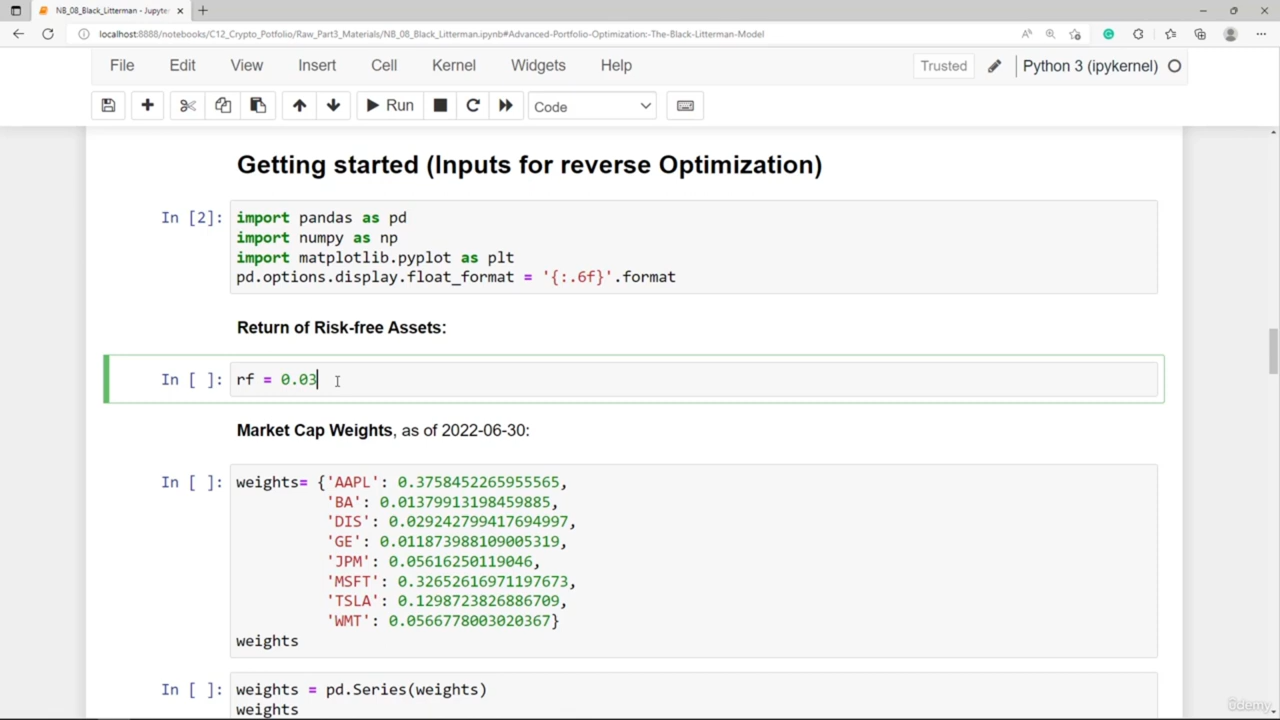 NB_08_Black_Litterman - Jupyter
localhost:8888/notebooks/C12_Crypto_Potfolio/Raw_Part3_Materials/NB_08_Black_Litterman.ipynb#Advanced-Portfolio-Optimization:-The-Black-Litterman-Model
File Edit View Insert Cell Kernel Widgets Help Trusted Python 3 (ipykernel)
Run Code
Getting started (Inputs for reverse Optimization)
In [2]: import pandas as pd
import numpy as np
import matplotlib.pyplot as plt
pd.options.display.float_format = '{:.6f}'.format
Return of Risk-free Assets:
In [ ]: rf = 0.03
Market Cap Weights, as of 2022-06-30:
In [ ]: weights= {'AAPL': 0.3758452265955565,
'BA': 0.01379913198459885,
'DIS': 0.029242799417694997,
'GE': 0.011873988109005319,
'JPM': 0.05616250119046,
'MSFT': 0.32652616971197673,
'TSLA': 0.1298723826886709,
'WMT': 0.0566778003020367}
weights
In [ ]: weights = pd.Series(weights)
weights
ûdemy